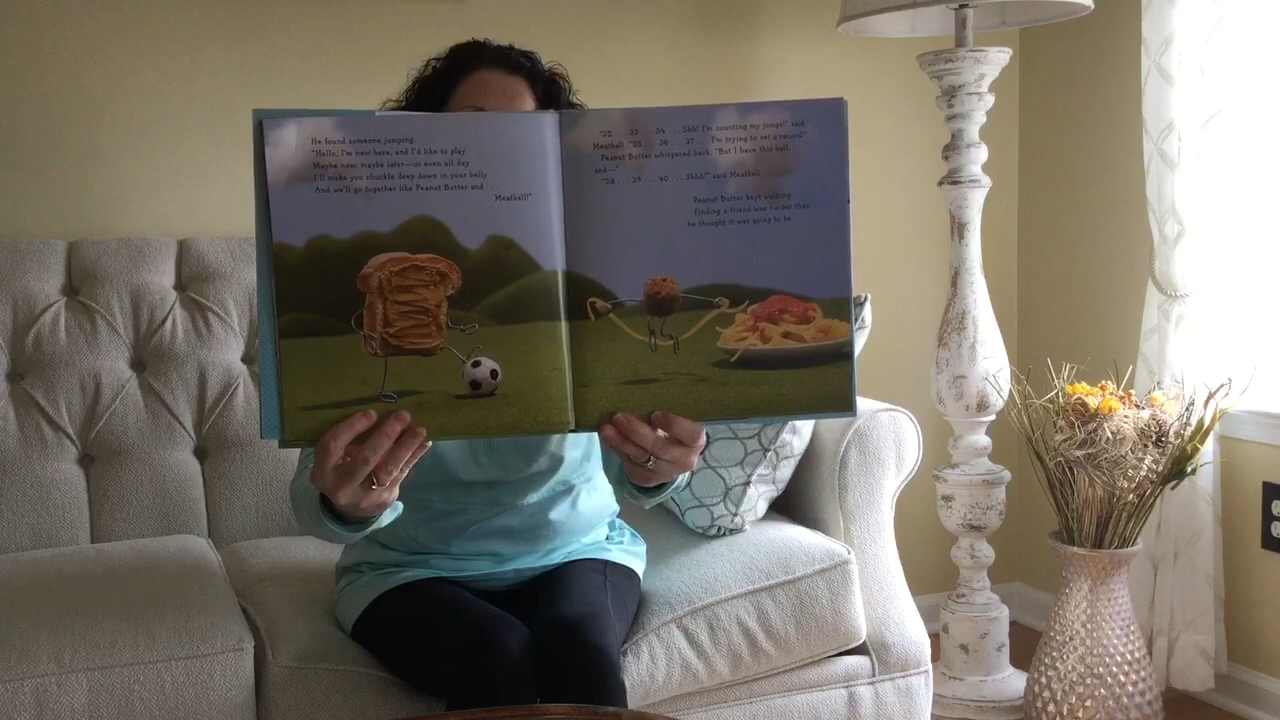 He found someone jumping.
"Hello, I'm new here, and I'd like to play
Maybe now, maybe later—or even all day
I'll make you chuckle deep down in your belly
And we'll go together like Peanut Butter and . . .
Meatball!"
"32 . . . 33 . . . 34 . . . Shh! I'm counting my jumps!" said
Meatball. "35 . . . 36 . . . 37 . . . I'm trying to set a record!"
Peanut Butter whispered back, "But I have this ball,
and—"
"38 . . . 39 . . . 40 . . . Shhh!" said Meatball.
Peanut Butter kept walking.
Finding a friend was harder than
he thought it was going to be.